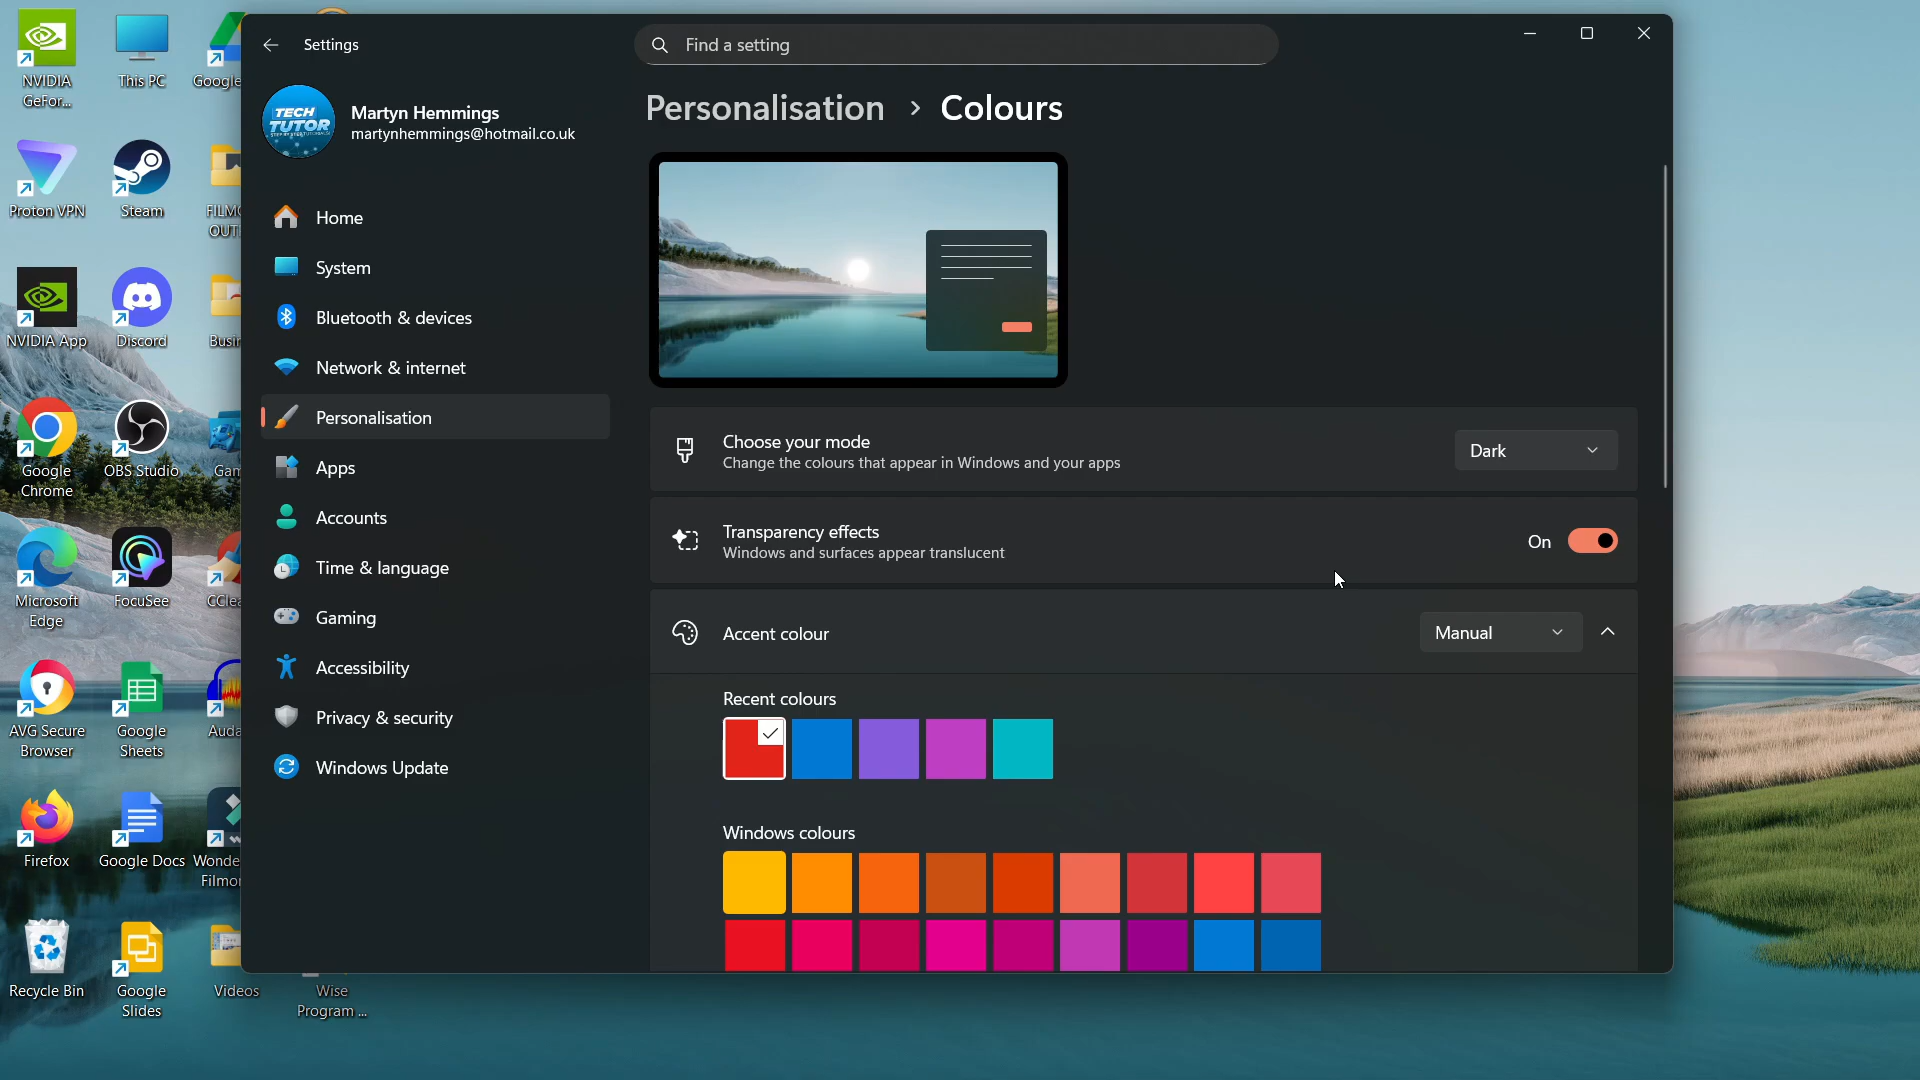 NVIDIA
GeFor...
This PC
Google
Proton VPN
Steam
NVIDIA App
Discord
Google
Chrome
OBS Studio
Microsoft
Edge
FocuSee
AVG Secure
Browser
Google
Sheets
Firefox
Google Docs
Recycle Bin
Google
Slides
Videos
Wise
Program ...
Settings
Find a setting
TECH
TUTOR
Martyn Hemmings
martynhemmings@hotmail.co.uk
Home
System
Bluetooth & devices
Network & internet
Personalisation
Apps
Accounts
Time & language
Gaming
Accessibility
Privacy & security
Windows Update
Personalisation > Colours
Choose your mode
Change the colours that appear in Windows and your apps
Dark
Transparency effects
Windows and surfaces appear translucent
On
Accent colour
Manual
Recent colours
Windows colours